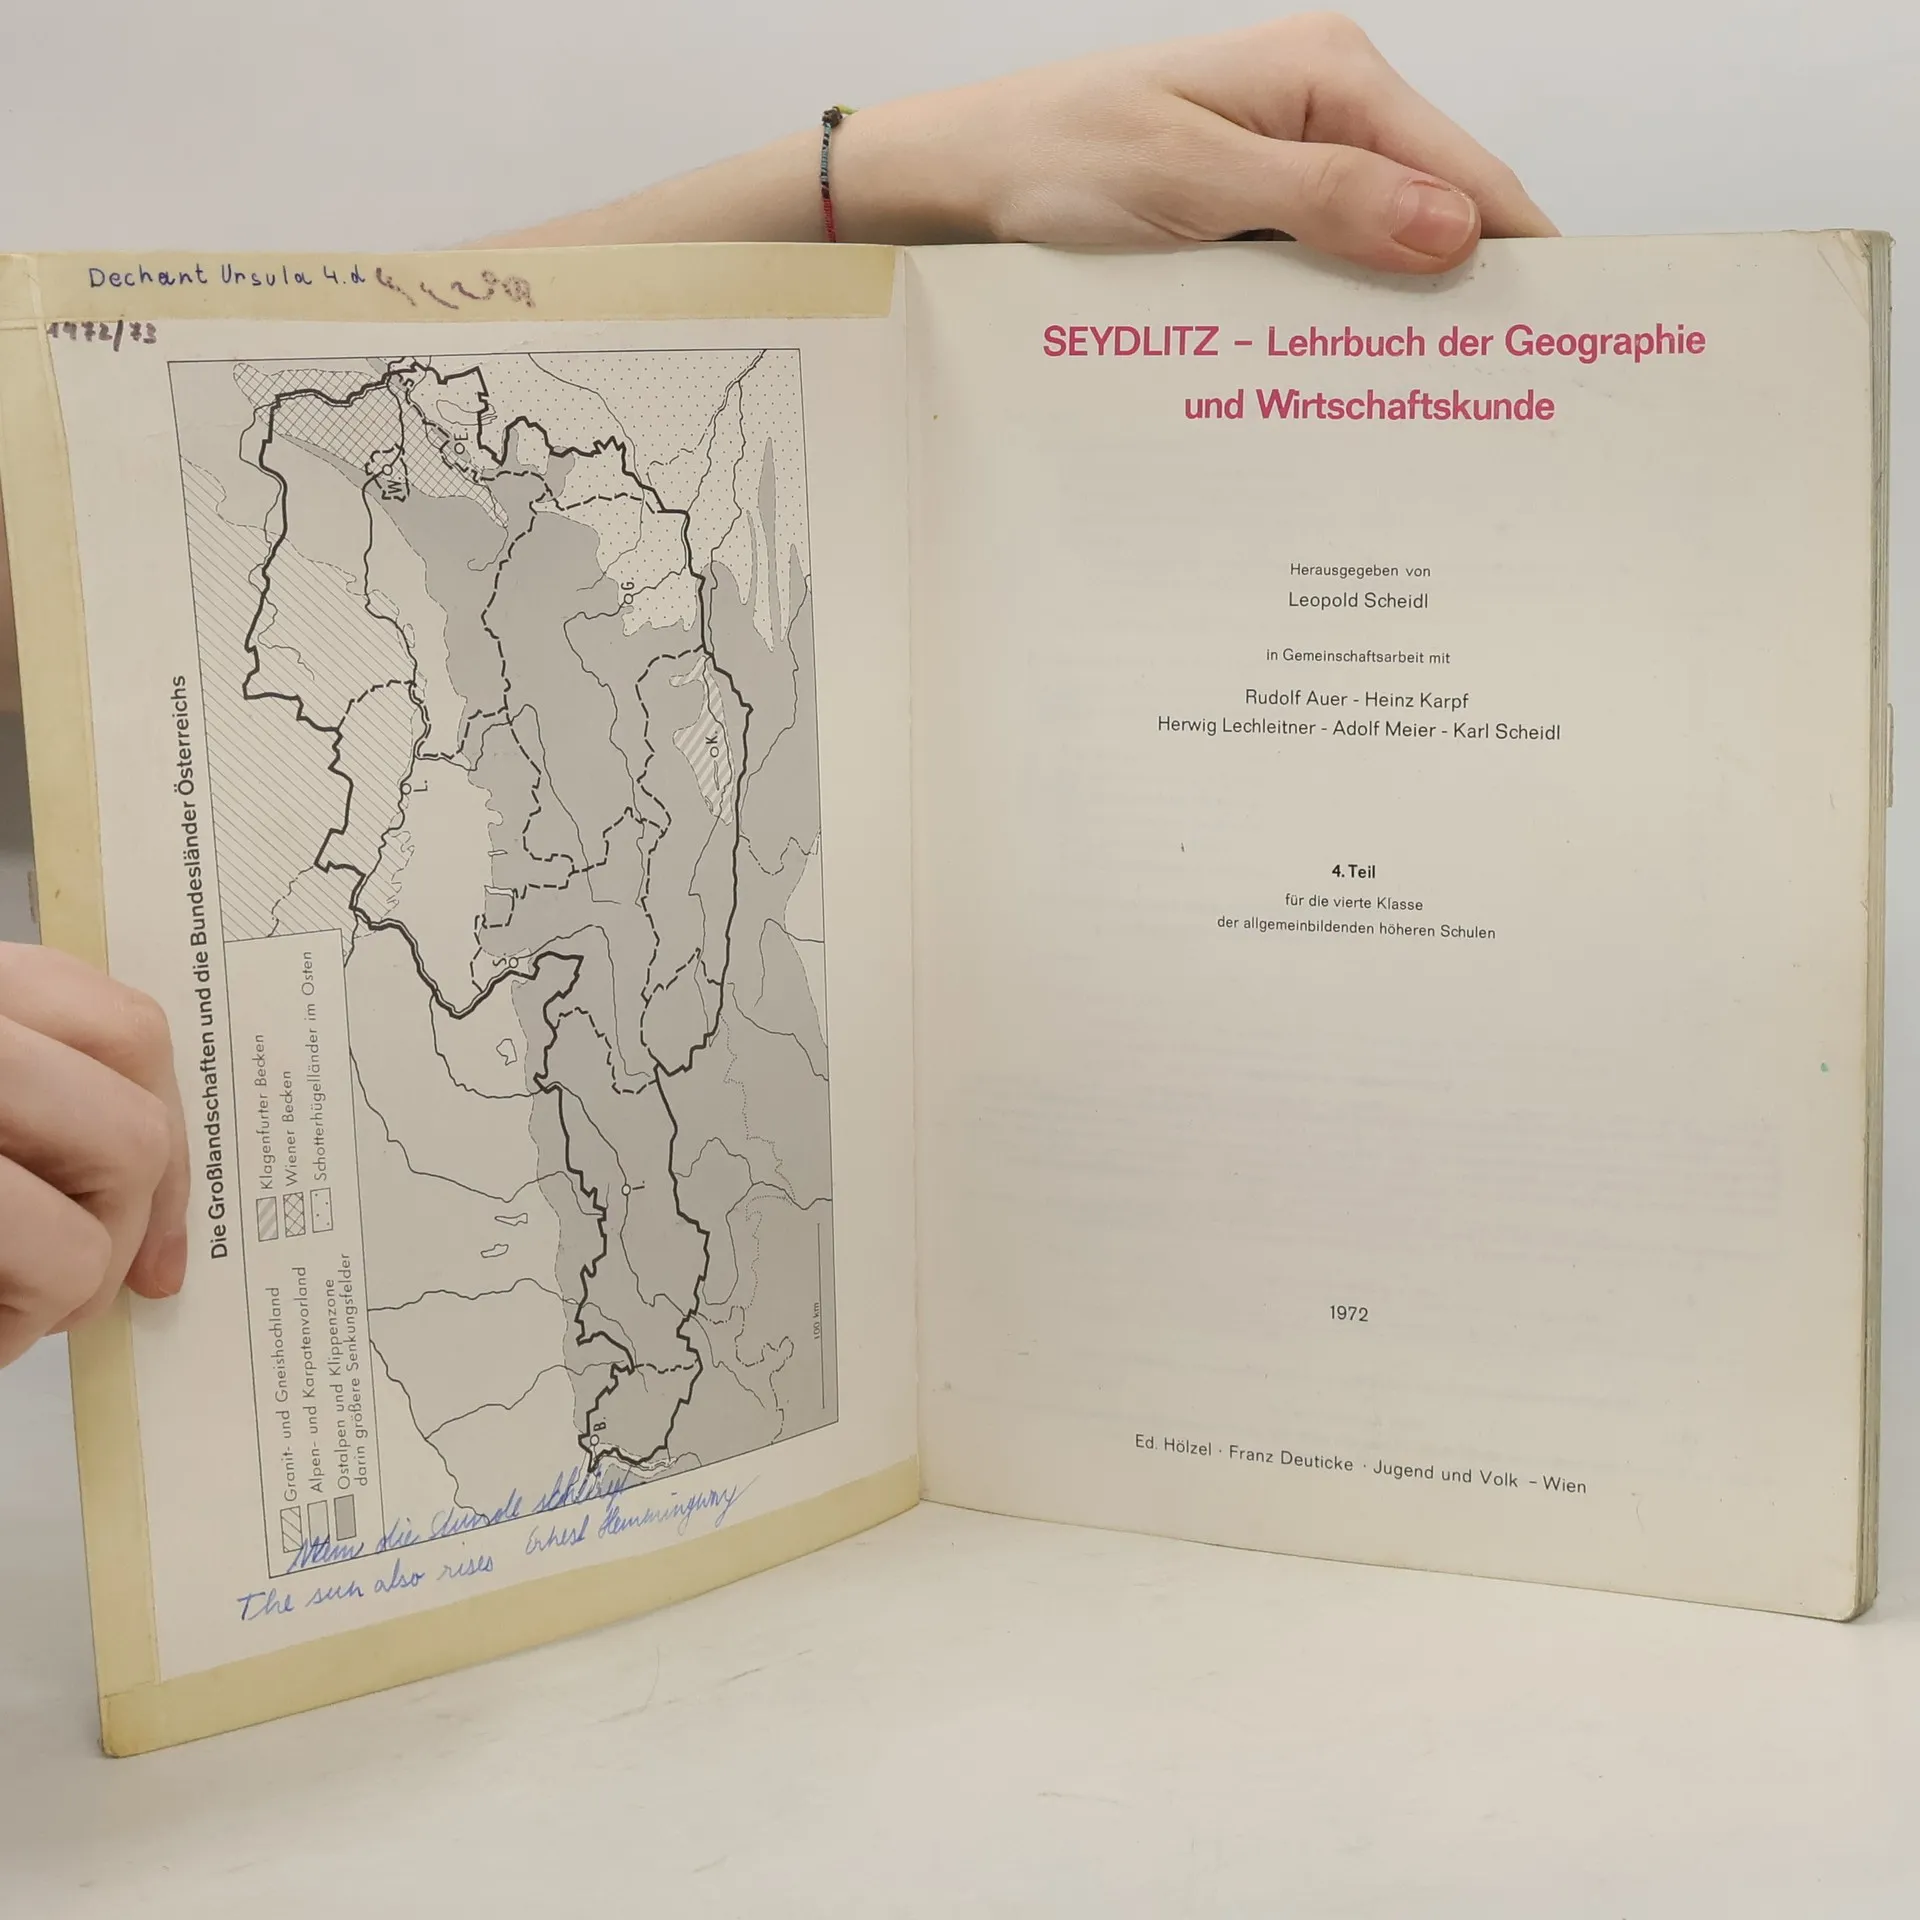 Dechant Ursula 4.d
1972/73
Die Großlandschaften und die Bundesländer Österreichs
Granit- und Gneishochland
Alpen- und Karpatenvorland
Ostalpen und Klippenzone
darin größere Senkungsfelder
Klagenfurter Becken
Wiener Becken
Schotterhügelländer im Osten
W.
E.
G.
K.
L.
S.
I.
B.
100 km
die Stunde schlägt
The sun also rises Ernest Hemmingway
SEYDLITZ – Lehrbuch der Geographie
und Wirtschaftskunde
Herausgegeben von
Leopold Scheidl
in Gemeinschaftsarbeit mit
Rudolf Auer - Heinz Karpf
Herwig Lechleitner - Adolf Meier - Karl Scheidl
4. Teil
für die vierte Klasse
der allgemeinbildenden höheren Schulen
1972
Ed. Hölzel · Franz Deuticke · Jugend und Volk – Wien